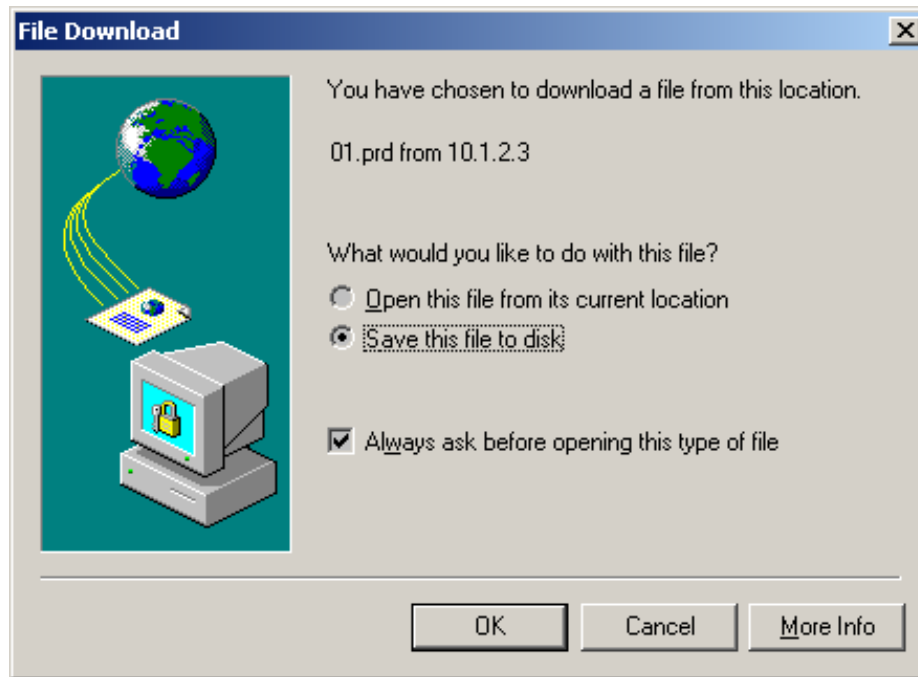 File Download
You have chosen to download a file from this location.
01.prd from 10.1.2.3
What would you like to do with this file?
Open this file from its current location
Save this file to disk
Always ask before opening this type of file
OK
Cancel
More Info